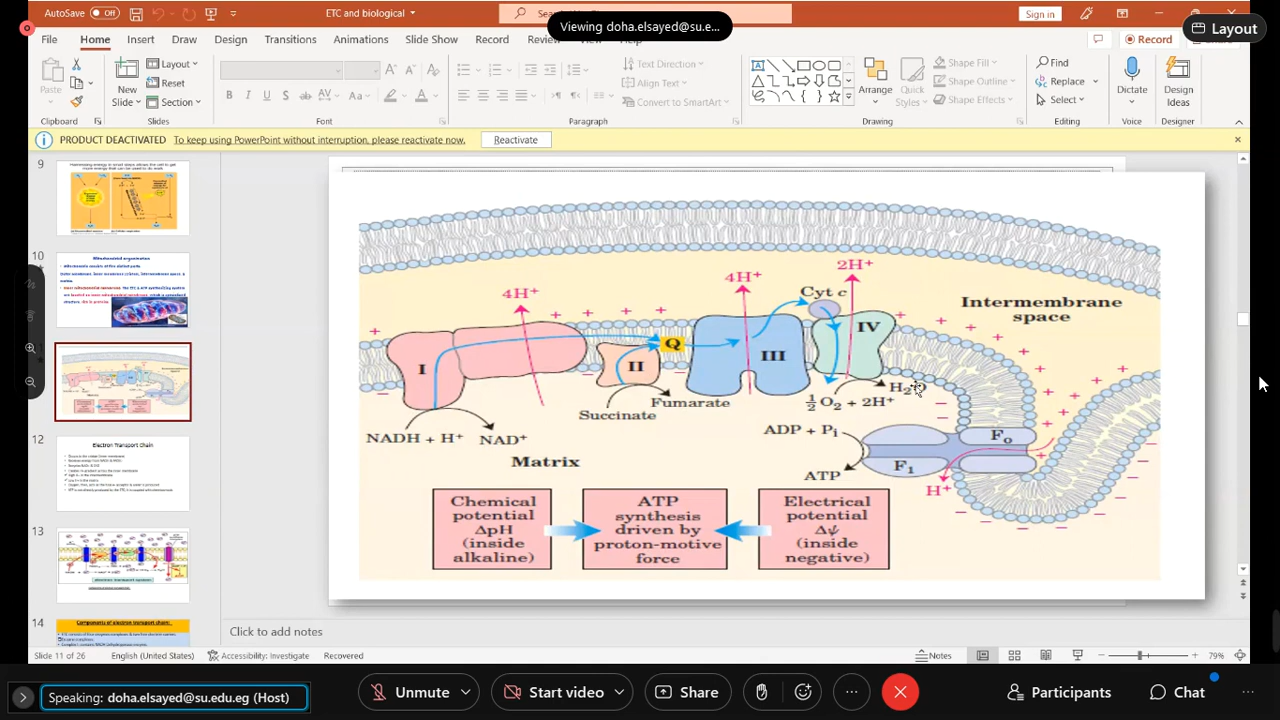 AutoSave Off
ETC and biological
Viewing doha.elsayed@su.e...
Sign in
Layout
File Home Insert Draw Design Transitions Animations Slide Show Record Review
Record
Paste
New Slide
Layout
Reset
Section
Text Direction
Align Text
Convert to SmartArt
Arrange
Quick Styles
Shape Fill
Shape Outline
Shape Effects
Find
Replace
Select
Dictate
Design Ideas
Clipboard Slides Font Paragraph Drawing Editing Voice Designer
PRODUCT DEACTIVATED To keep using PowerPoint without interruption, please reactivate now. Reactivate
9
10
12
Electron Transport Chain
13
14
Components of electron transport chain:
4H⁺
4H⁺
2H⁺
Cyt c
Intermembrane
space
I
II
Q
III
IV
NADH + H⁺ NAD⁺
Succinate
Fumarate
½ O₂ + 2H⁺
Matrix
ADP + Pᵢ
ATP
F₀
F₁
H⁺
Chemical
potential
ΔpH
(inside
alkaline)
ATP
synthesis
driven by
proton-motive
force
Electrical
potential
Δψ
(inside
negative)
Click to add notes
Slide 11 of 26 English (United States) Accessibility: Investigate Recovered Notes 79%
Speaking: doha.elsayed@su.edu.eg (Host)
Unmute Start video Share Participants Chat